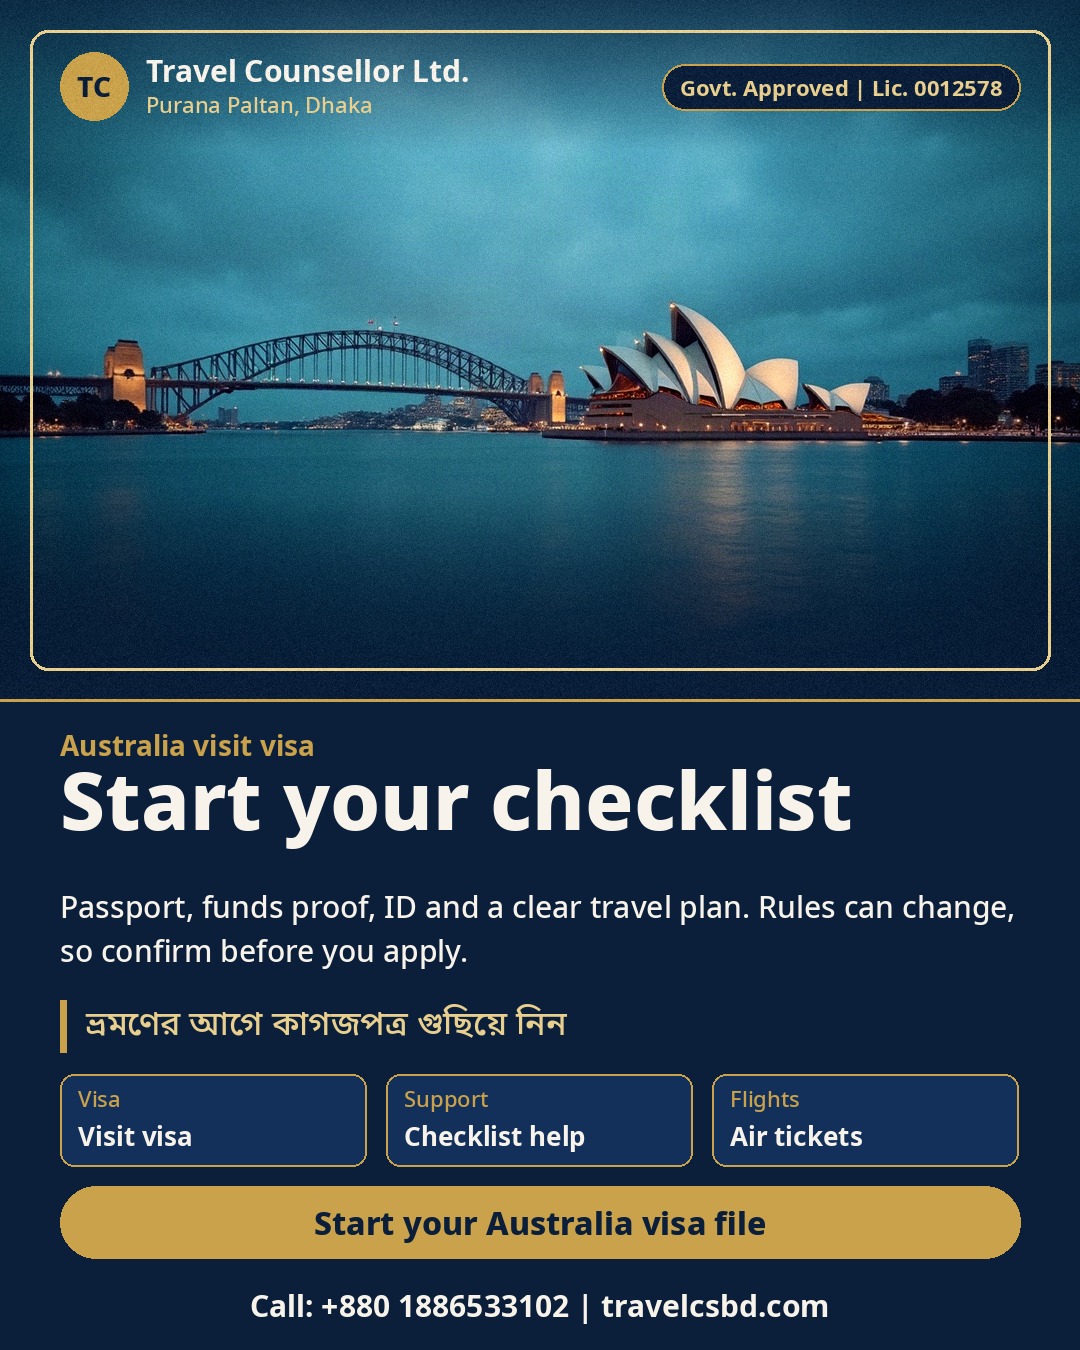 TC
Travel Counsellor Ltd.
Purana Paltan, Dhaka
Govt. Approved | Lic. 0012578
Australia visit visa
Start your checklist
Passport, funds proof, ID and a clear travel plan. Rules can change,
so confirm before you apply.
ভ্রমণের আগে কাগজপত্র গুছিয়ে নিন
Visa
Visit visa
Support
Checklist help
Flights
Air tickets
Start your Australia visa file
Call: +880 1886533102 | travelcsbd.com